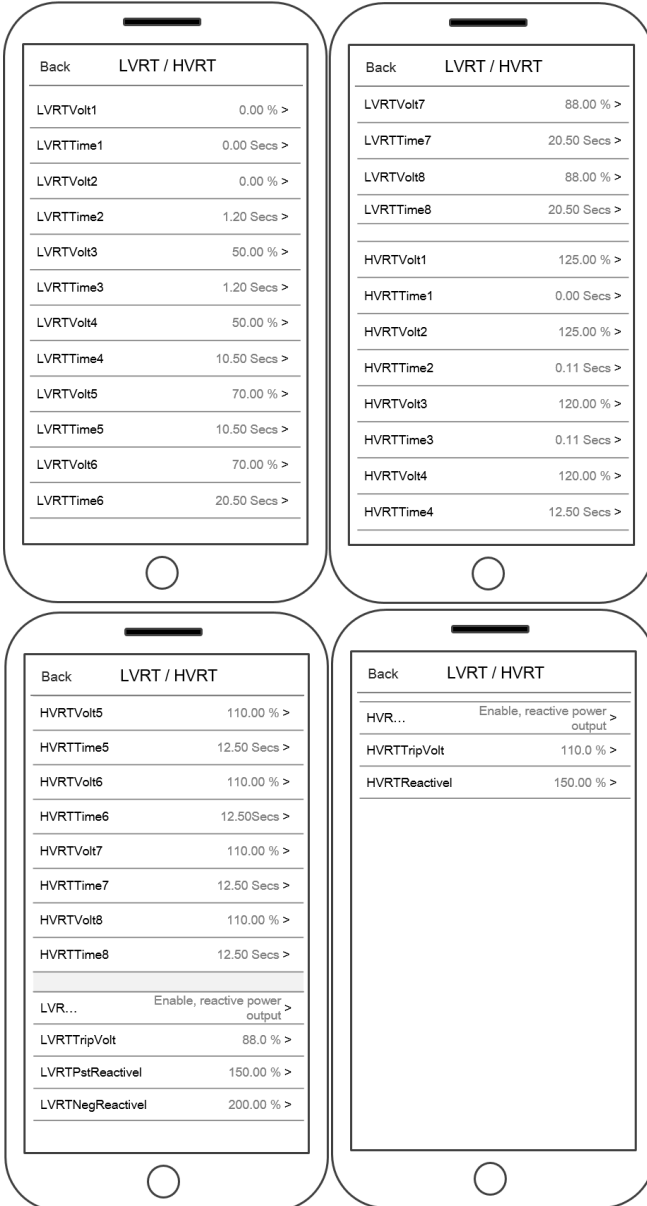 Back LVRT / HVRT
LVRTVolt1 0.00 % >
LVRTTime1 0.00 Secs >
LVRTVolt2 0.00 % >
LVRTTime2 1.20 Secs >
LVRTVolt3 50.00 % >
LVRTTime3 1.20 Secs >
LVRTVolt4 50.00 % >
LVRTTime4 10.50 Secs >
LVRTVolt5 70.00 % >
LVRTTime5 10.50 Secs >
LVRTVolt6 70.00 % >
LVRTTime6 20.50 Secs >
Back LVRT / HVRT
LVRTVolt7 88.00 % >
LVRTTime7 20.50 Secs >
LVRTVolt8 88.00 % >
LVRTTime8 20.50 Secs >
HVRTVolt1 125.00 % >
HVRTTime1 0.00 Secs >
HVRTVolt2 125.00 % >
HVRTTime2 0.11 Secs >
HVRTVolt3 120.00 % >
HVRTTime3 0.11 Secs >
HVRTVolt4 120.00 % >
HVRTTime4 12.50 Secs >
Back LVRT / HVRT
HVRTVolt5 110.00 % >
HVRTTime5 12.50 Secs >
HVRTVolt6 110.00 % >
HVRTTime6 12.50Secs >
HVRTVolt7 110.00 % >
HVRTTime7 12.50 Secs >
HVRTVolt8 110.00 % >
HVRTTime8 12.50 Secs >
LVR... Enable, reactive power >
output
LVRTTripVolt 88.0 % >
LVRTPstReactivel 150.00 % >
LVRTNegReactivel 200.00 % >
Back LVRT / HVRT
HVR... Enable, reactive power >
output
HVRTTripVolt 110.0 % >
HVRTReactivel 150.00 % >